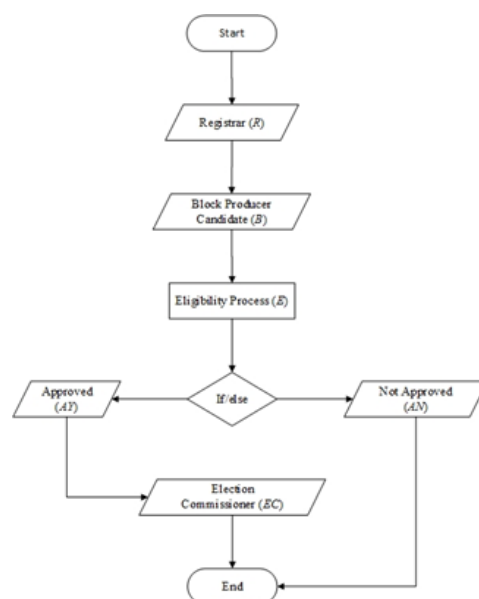 Start
Registrar (R)
Block Producer
Candidate (B)
Eligibility Process (E)
Approved
(AY)
If/else
Not Approved
(AN)
Election
Commissioner (EC)
End